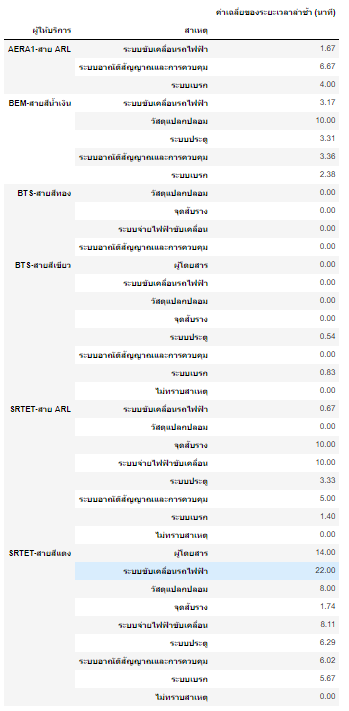 ค่าเฉลี่ยของระยะเวลาล่าช้า (นาที)
ผู้ให้บริการ สาเหตุ
AERA1-สาย ARL ระบบขับเคลื่อนรถไฟฟ้า 1.67
ระบบอาณัติสัญญาณและการควบคุม 6.67
ระบบเบรก 4.00
BEM-สายสีน้ำเงิน ระบบขับเคลื่อนรถไฟฟ้า 3.17
วัสดุแปลกปลอม 10.00
ระบบประตู 3.31
ระบบอาณัติสัญญาณและการควบคุม 3.36
ระบบเบรก 2.38
BTS-สายสีทอง วัสดุแปลกปลอม 0.00
จุดสับราง 0.00
ระบบจ่ายไฟฟ้าขับเคลื่อน 0.00
ระบบอาณัติสัญญาณและการควบคุม 0.00
BTS-สายสีเขียว ผู้โดยสาร 0.00
ระบบขับเคลื่อนรถไฟฟ้า 0.00
วัสดุแปลกปลอม 0.00
จุดสับราง 0.00
ระบบประตู 0.54
ระบบอาณัติสัญญาณและการควบคุม 0.00
ระบบเบรก 0.83
ไม่ทราบสาเหตุ 0.00
SRTET-สาย ARL ระบบขับเคลื่อนรถไฟฟ้า 0.67
วัสดุแปลกปลอม 0.00
จุดสับราง 10.00
ระบบจ่ายไฟฟ้าขับเคลื่อน 10.00
ระบบประตู 3.33
ระบบอาณัติสัญญาณและการควบคุม 5.00
ระบบเบรก 1.40
ไม่ทราบสาเหตุ 0.00
SRTET-สายสีแดง ผู้โดยสาร 14.00
ระบบขับเคลื่อนรถไฟฟ้า 22.00
วัสดุแปลกปลอม 8.00
จุดสับราง 1.74
ระบบจ่ายไฟฟ้าขับเคลื่อน 8.11
ระบบประตู 6.29
ระบบอาณัติสัญญาณและการควบคุม 6.02
ระบบเบรก 5.67
ไม่ทราบสาเหตุ 0.00